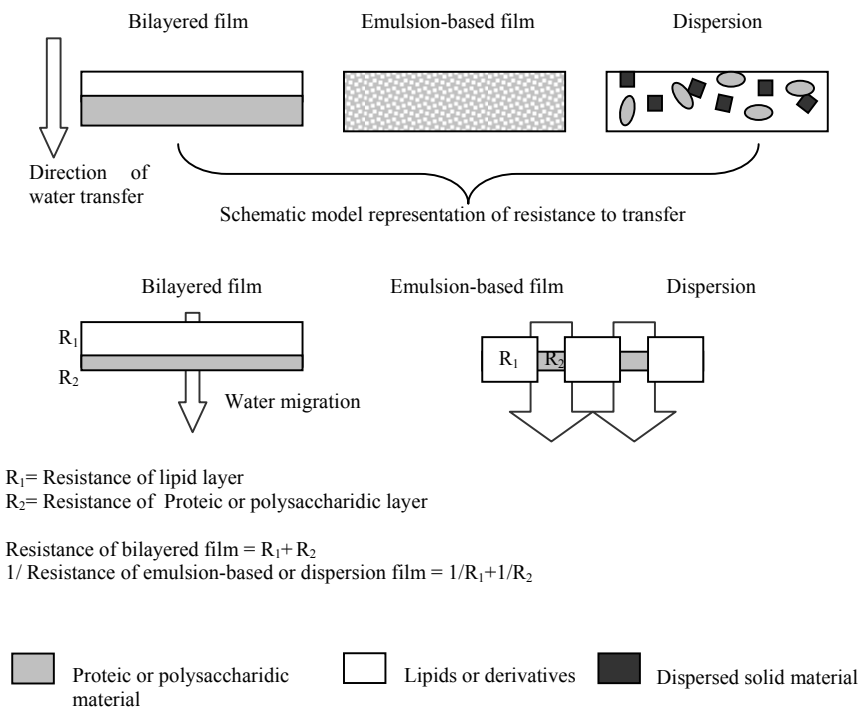 Bilayered film
Emulsion-based film
Dispersion
Direction of
water transfer
Schematic model representation of resistance to transfer
Bilayered film
Emulsion-based film
Dispersion
R₁
R₂
Water migration
R₁
R₂
R₁= Resistance of lipid layer
R₂= Resistance of Proteic or polysaccharidic layer
Resistance of bilayered film = R₁+ R₂
1/ Resistance of emulsion-based or dispersion film = 1/R₁+1/R₂
Proteic or polysaccharidic
material
Lipids or derivatives
Dispersed solid material